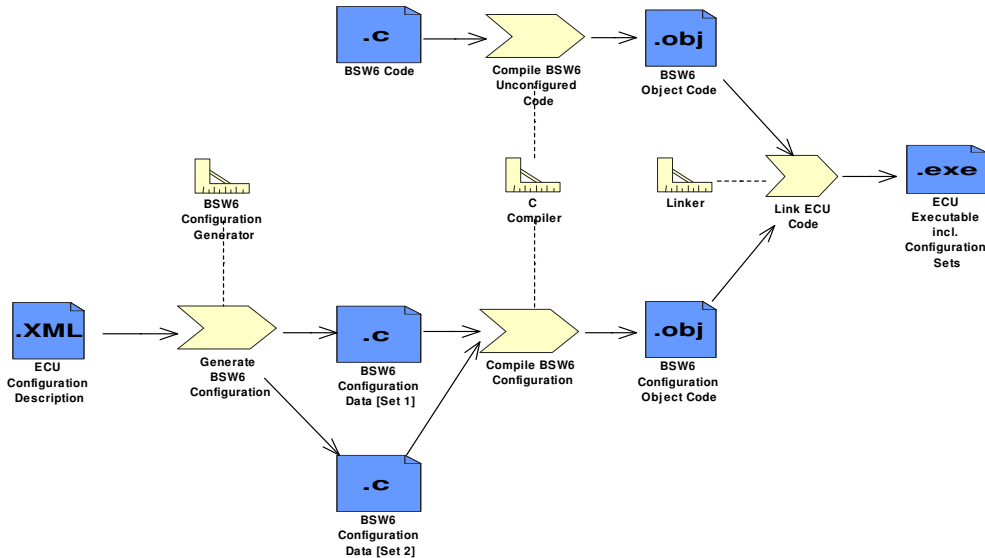 .c
BSW6 Code
Compile BSW6
Unconfigured
Code
.obj
BSW6
Object Code
BSW6
Configuration
Generator
C
Compiler
Linker
Link ECU
Code
.exe
ECU
Executable
incl.
Configuration
Sets
.XML
ECU
Configuration
Description
Generate
BSW6
Configuration
.c
BSW6
Configuration
Data [Set 1]
Compile BSW6
Configuration
.obj
BSW6
Configuration
Object Code
.c
BSW6
Configuration
Data [Set 2]